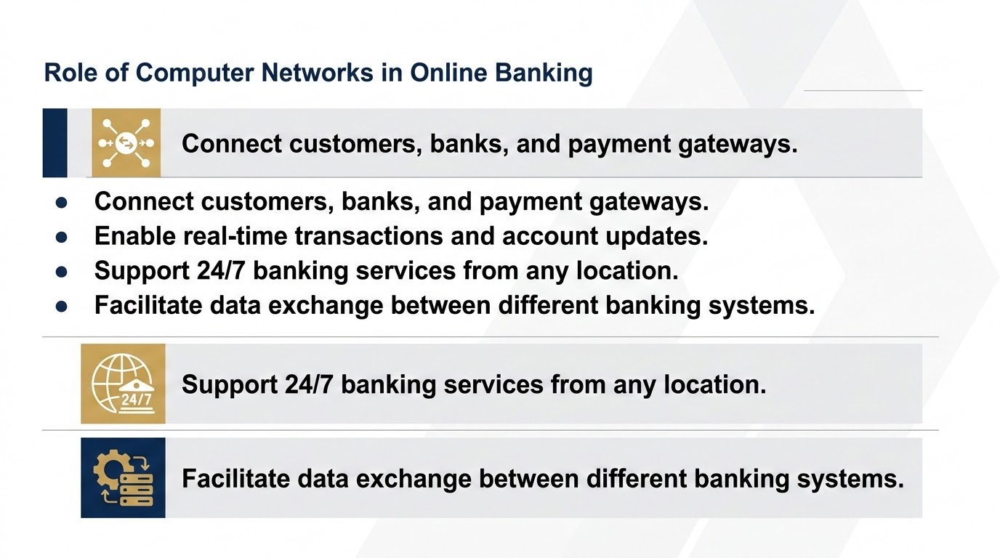 Role of Computer Networks in Online Banking
Connect customers, banks, and payment gateways.
● Connect customers, banks, and payment gateways.
● Enable real-time transactions and account updates.
● Support 24/7 banking services from any location.
● Facilitate data exchange between different banking systems.
24/7
Support 24/7 banking services from any location.
Facilitate data exchange between different banking systems.